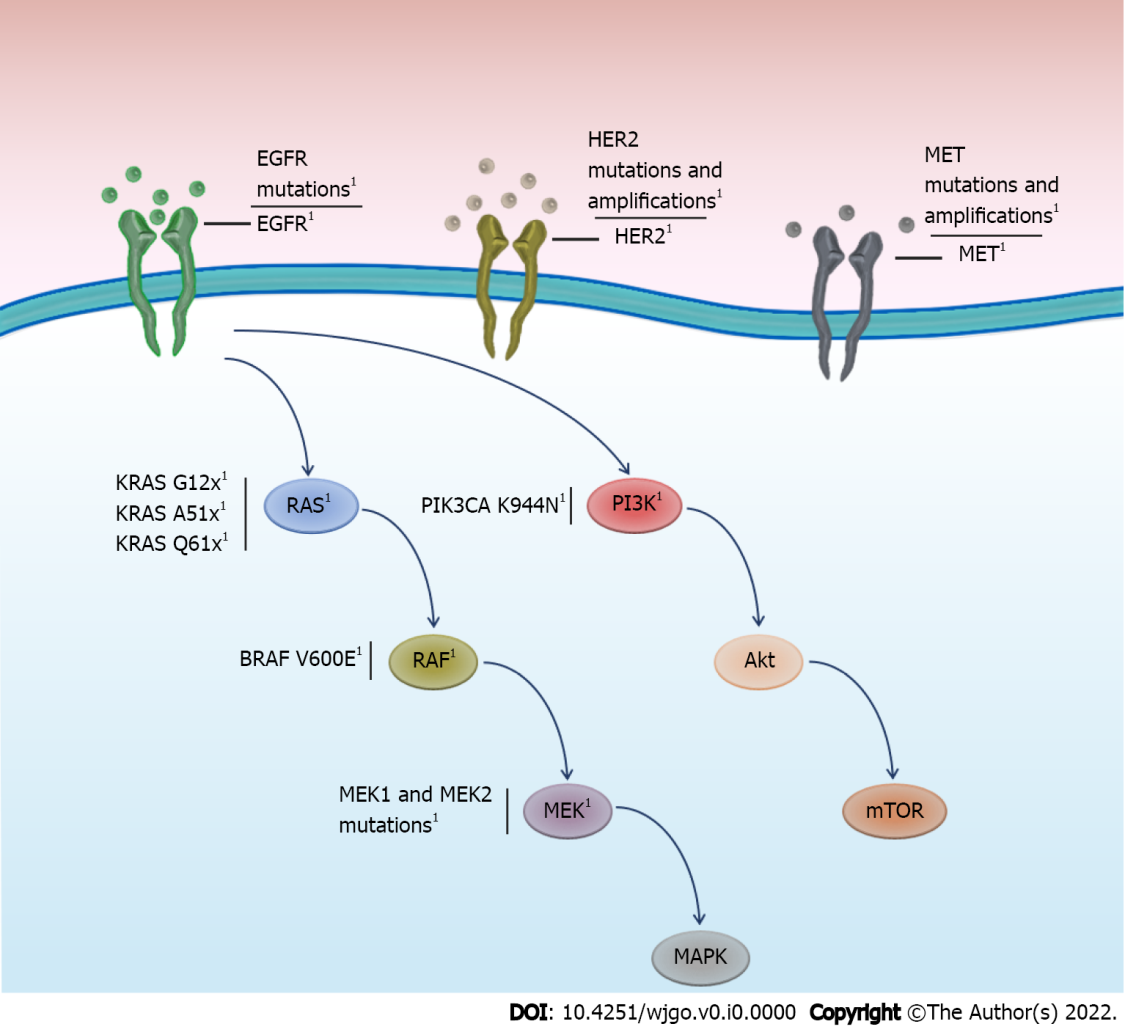 EGFR
mutations¹
EGFR¹
HER2
mutations and
amplifications¹
HER2¹
MET
mutations and
amplifications¹
MET¹
KRAS G12x¹
KRAS A51x¹
KRAS Q61x¹
RAS¹
PIK3CA K944N¹
PI3K¹
BRAF V600E¹
RAF¹
Akt
MEK1 and MEK2
mutations¹
MEK¹
mTOR
MAPK
DOI: 10.4251/wjgo.v0.i0.0000 Copyright ©The Author(s) 2022.